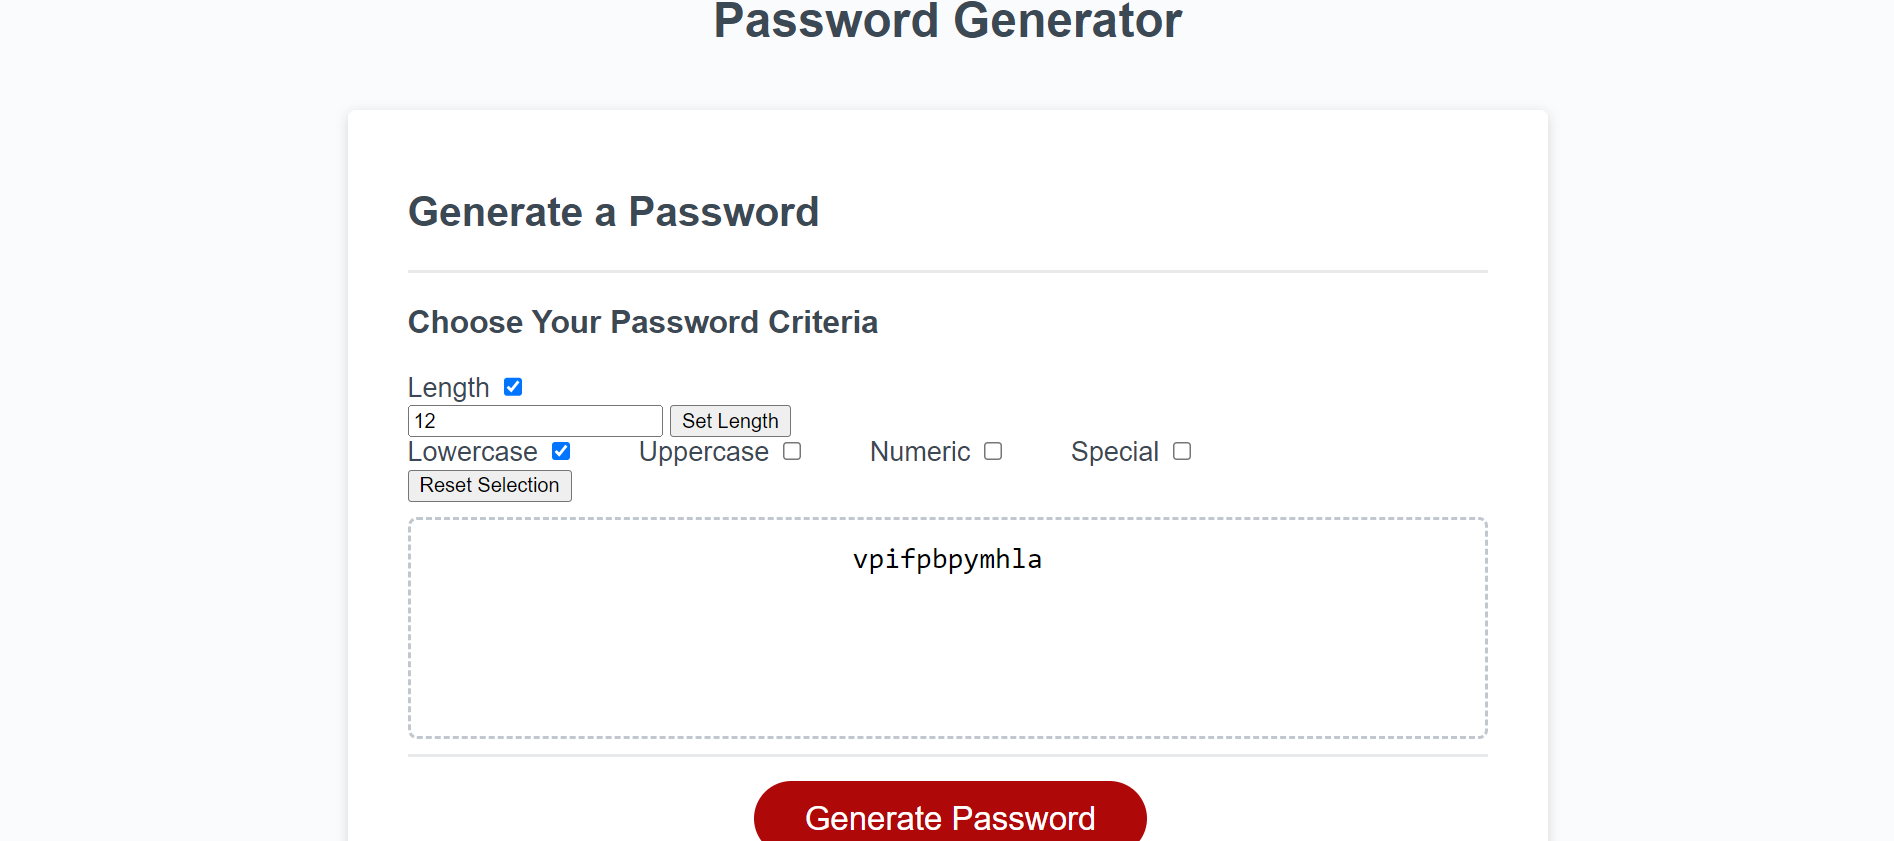 Password Generator
Generate a Password
Choose Your Password Criteria
Length
12 Set Length
Lowercase Uppercase Numeric Special
Reset Selection
vpifpbpymhla
Generate Password